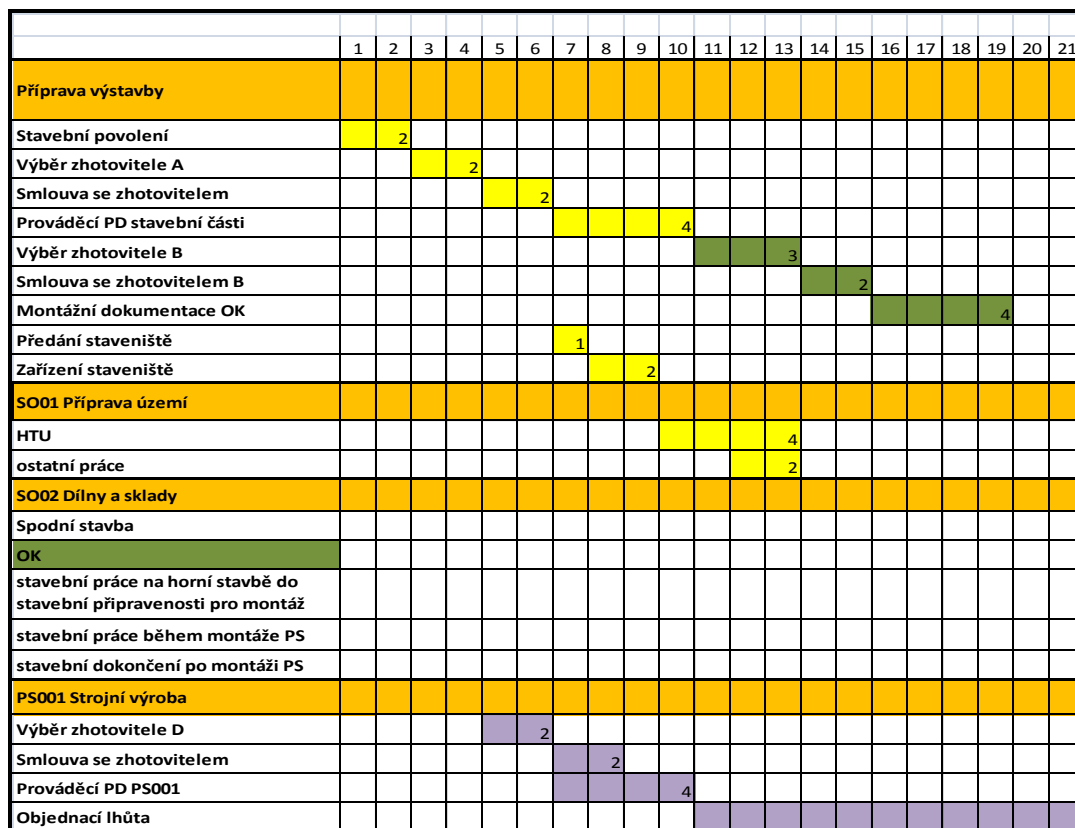 1 2 3 4 5 6 7 8 9 10 11 12 13 14 15 16 17 18 19 20 21
Příprava výstavby
Stavební povolení 2
Výběr zhotovitele A 2
Smlouva se zhotovitelem 2
Prováděcí PD stavební části 4
Výběr zhotovitele B 3
Smlouva se zhotovitelem B 2
Montážní dokumentace OK 4
Předání staveniště 1
Zařízení staveniště 2
SO01 Příprava území
HTU 4
ostatní práce 2
SO02 Dílny a sklady
Spodní stavba
OK
stavební práce na horní stavbě do
stavební připravenosti pro montáž
stavební práce během montáže PS
stavební dokončení po montáži PS
PS001 Strojní výroba
Výběr zhotovitele D 2
Smlouva se zhotovitelem 2
Prováděcí PD PS001 4
Objednací lhůta